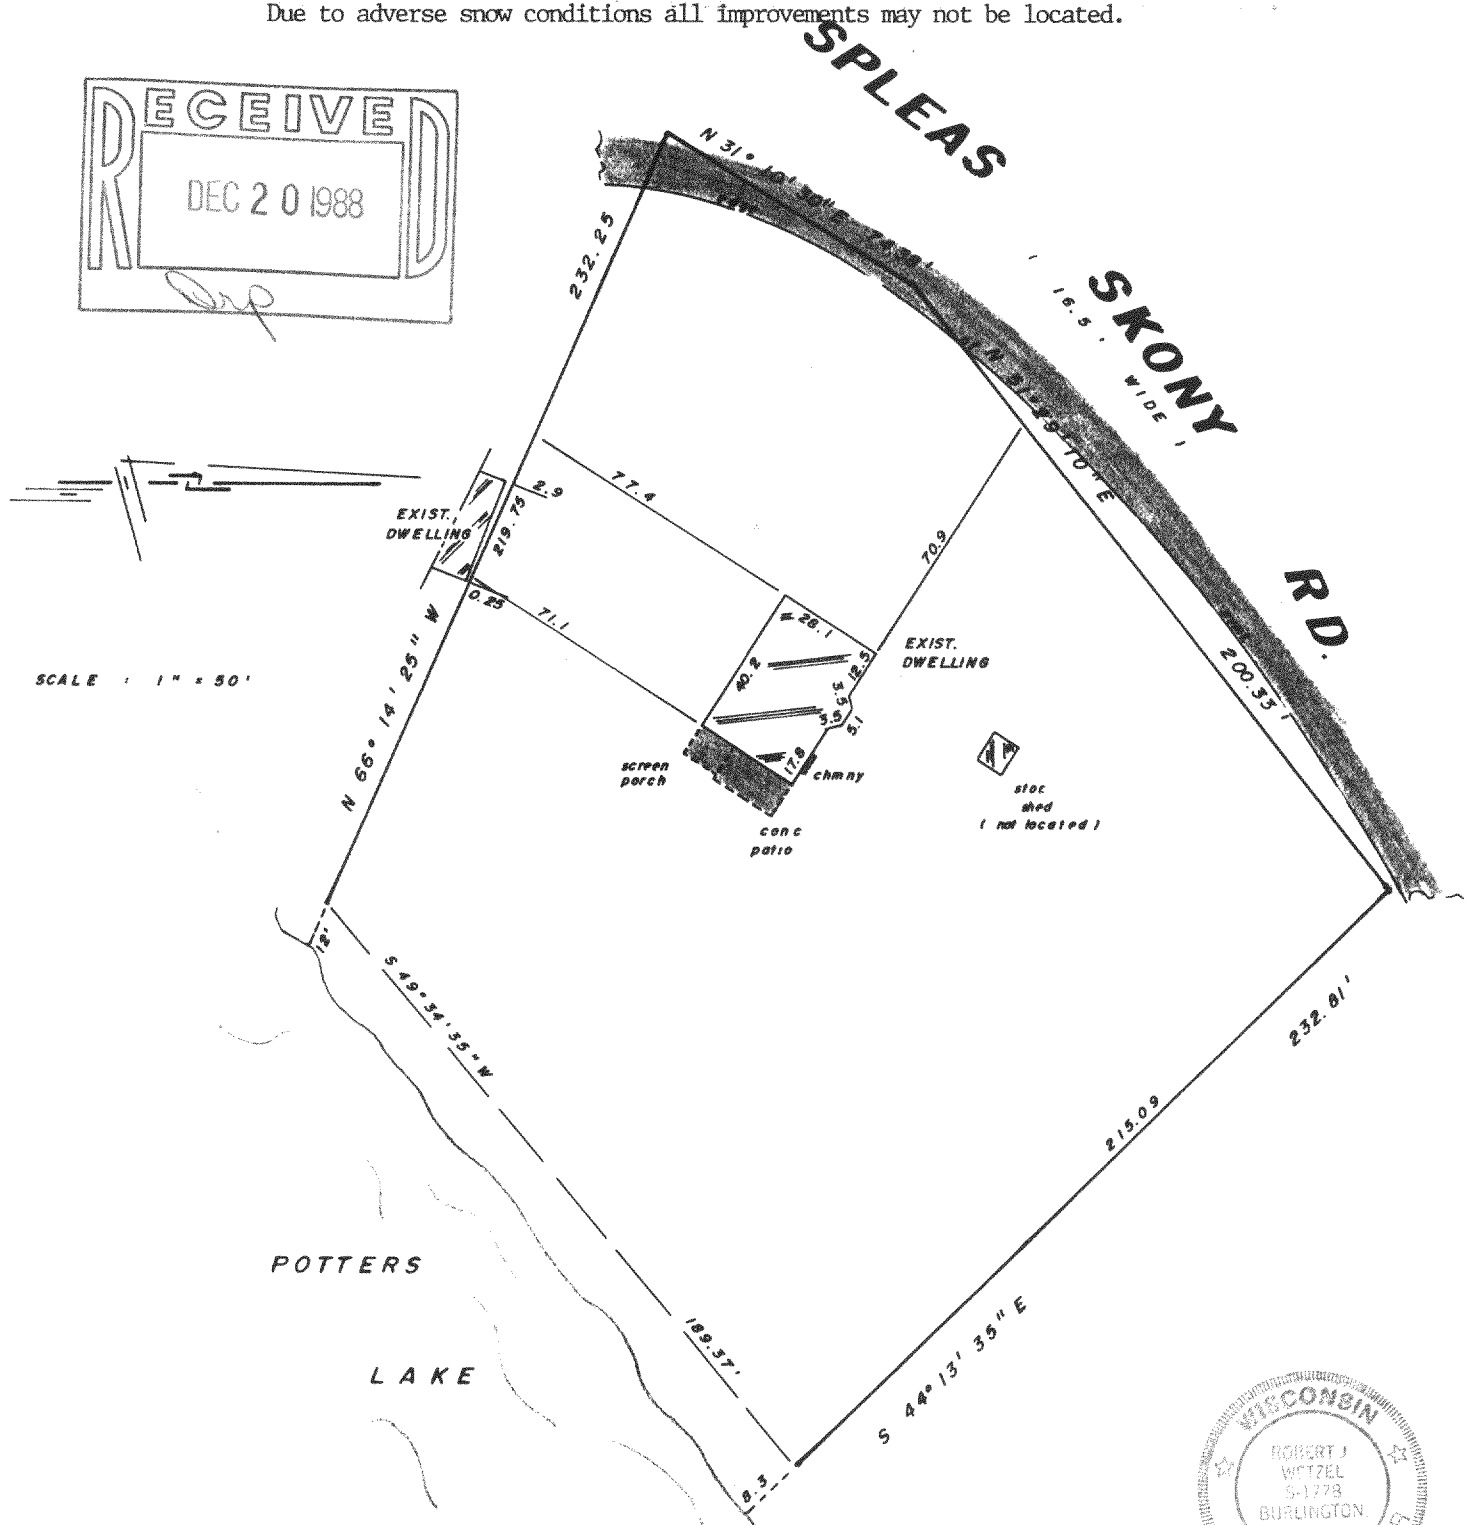 Due to adverse snow conditions all improvements may not be located.
RECEIVED
DEC 20 1988
SPLEAS
SKONY
RD.
( 16.5' WIDE )
232.25
77.4
70.9
2.9
219.75
EXIST.
DWELLING
0.25
71.1
28.1
40.2
12.5
3.5
3.5
5.1
17.8
EXIST.
DWELLING
SCALE : 1" = 50'
N 66° 14' 25" W
200.33'
screen
porch
chmny
conc
patio
stor.
shed
( not located )
12'
S 49° 34' 35" W
232.81'
215.09
POTTERS
LAKE
189.37'
S 44° 13' 35" E
8.3
WISCONSIN
ROBERT J
WETZEL
S-1778
BURLINGTON,